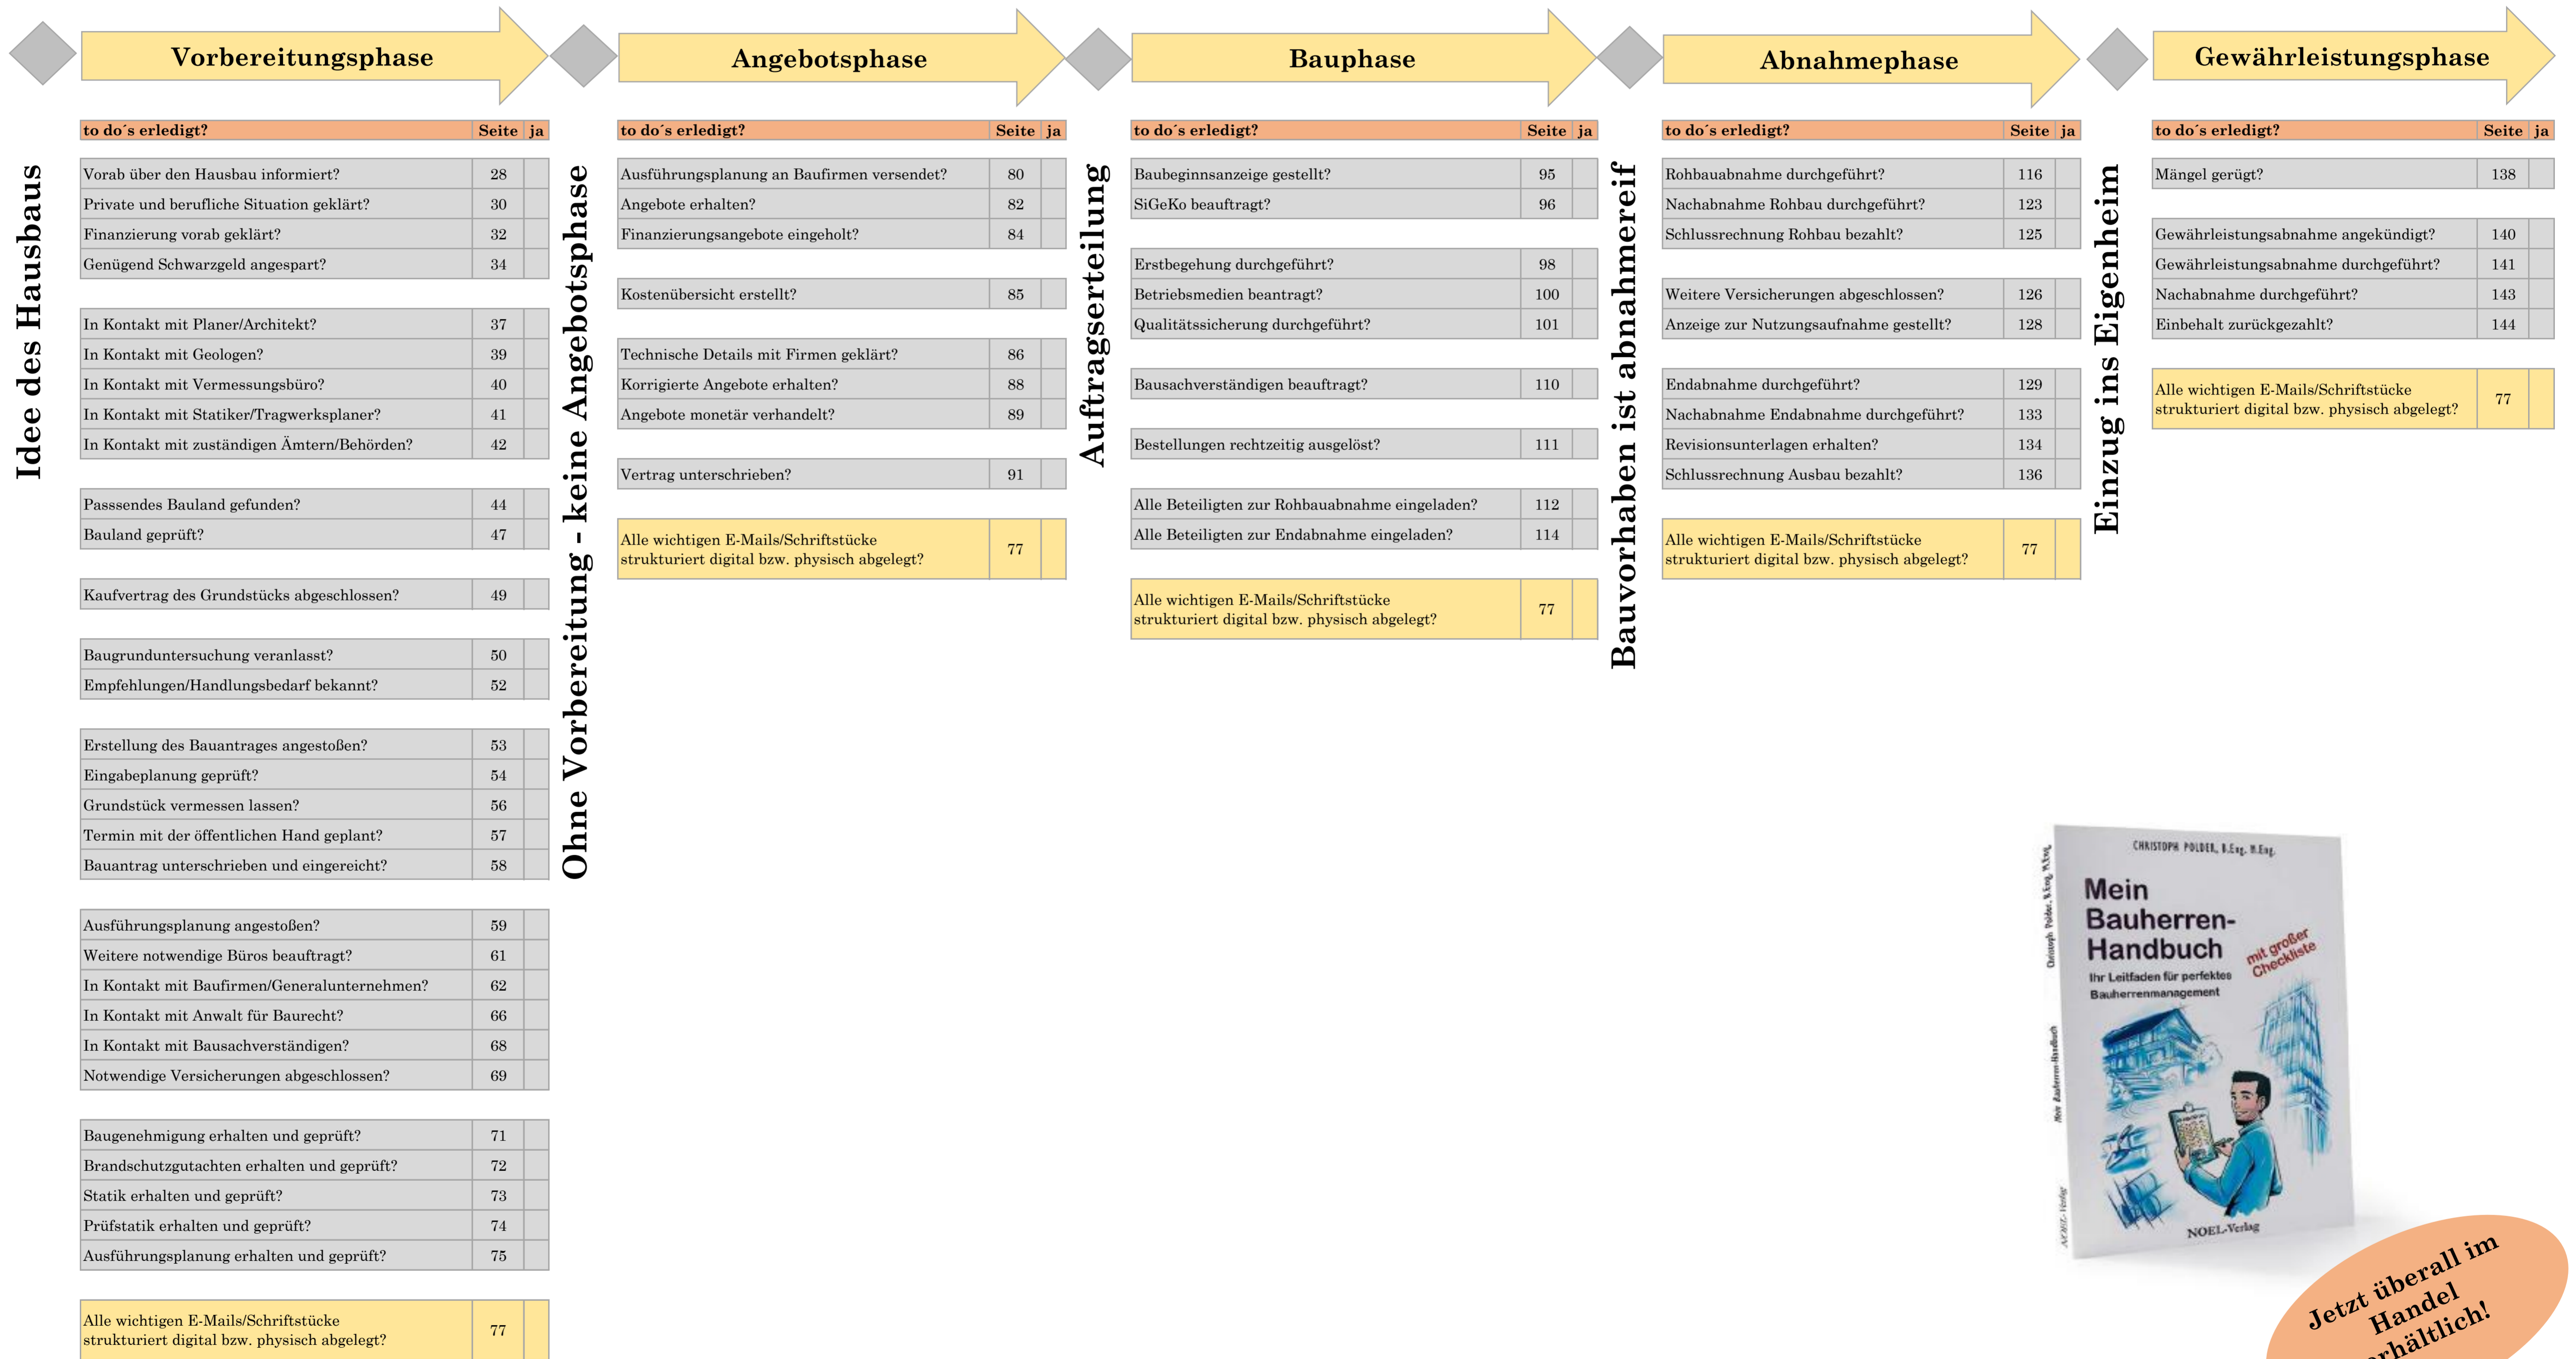 Vorbereitungsphase
Angebotsphase
Bauphase
Abnahmephase
Gewährleistungsphase
Idee des Hausbaus
to do´s erledigt? Seite ja
Vorab über den Hausbau informiert? 28
Private und berufliche Situation geklärt? 30
Finanzierung vorab geklärt? 32
Genügend Schwarzgeld angespart? 34
In Kontakt mit Planer/Architekt? 37
In Kontakt mit Geologen? 39
In Kontakt mit Vermessungsbüro? 40
In Kontakt mit Statiker/Tragwerksplaner? 41
In Kontakt mit zuständigen Ämtern/Behörden? 42
Passsendes Bauland gefunden? 44
Bauland geprüft? 47
Kaufvertrag des Grundstücks abgeschlossen? 49
Baugrunduntersuchung veranlasst? 50
Empfehlungen/Handlungsbedarf bekannt? 52
Erstellung des Bauantrages angestoßen? 53
Eingabeplanung geprüft? 54
Grundstück vermessen lassen? 56
Termin mit der öffentlichen Hand geplant? 57
Bauantrag unterschrieben und eingereicht? 58
Ausführungsplanung angestoßen? 59
Weitere notwendige Büros beauftragt? 61
In Kontakt mit Baufirmen/Generalunternehmen? 62
In Kontakt mit Anwalt für Baurecht? 66
In Kontakt mit Bausachverständigen? 68
Notwendige Versicherungen abgeschlossen? 69
Baugenehmigung erhalten und geprüft? 71
Brandschutzgutachten erhalten und geprüft? 72
Statik erhalten und geprüft? 73
Prüfstatik erhalten und geprüft? 74
Ausführungsplanung erhalten und geprüft? 75
Alle wichtigen E-Mails/Schriftstücke
strukturiert digital bzw. physisch abgelegt? 77
Ohne Vorbereitung - keine Angebotsphase
to do´s erledigt? Seite ja
Ausführungsplanung an Baufirmen versendet? 80
Angebote erhalten? 82
Finanzierungsangebote eingeholt? 84
Kostenübersicht erstellt? 85
Technische Details mit Firmen geklärt? 86
Korrigierte Angebote erhalten? 88
Angebote monetär verhandelt? 89
Vertrag unterschrieben? 91
Alle wichtigen E-Mails/Schriftstücke
strukturiert digital bzw. physisch abgelegt? 77
Auftragserteilung
to do´s erledigt? Seite ja
Baubeginnsanzeige gestellt? 95
SiGeKo beauftragt? 96
Erstbegehung durchgeführt? 98
Betriebsmedien beantragt? 100
Qualitätssicherung durchgeführt? 101
Bausachverständigen beauftragt? 110
Bestellungen rechtzeitig ausgelöst? 111
Alle Beteiligten zur Rohbauabnahme eingeladen? 112
Alle Beteiligten zur Endabnahme eingeladen? 114
Alle wichtigen E-Mails/Schriftstücke
strukturiert digital bzw. physisch abgelegt? 77
Bauvorhaben ist abnahmereif
to do´s erledigt? Seite ja
Rohbauabnahme durchgeführt? 116
Nachabnahme Rohbau durchgeführt? 123
Schlussrechnung Rohbau bezahlt? 125
Weitere Versicherungen abgeschlossen? 126
Anzeige zur Nutzungsaufnahme gestellt? 128
Endabnahme durchgeführt? 129
Nachabnahme Endabnahme durchgeführt? 133
Revisionsunterlagen erhalten? 134
Schlussrechnung Ausbau bezahlt? 136
Alle wichtigen E-Mails/Schriftstücke
strukturiert digital bzw. physisch abgelegt? 77
Einzug ins Eigenheim
to do´s erledigt? Seite ja
Mängel gerügt? 138
Gewährleistungsabnahme angekündigt? 140
Gewährleistungsabnahme durchgeführt? 141
Nachabnahme durchgeführt? 143
Einbehalt zurückgezahlt? 144
Alle wichtigen E-Mails/Schriftstücke
strukturiert digital bzw. physisch abgelegt? 77
Christoph Polder, B.Eng. M.Eng.
Mein Bauherren-Handbuch
NOEL-Verlag
CHRISTOPH POLDER, B.Eng. M.Eng.
Mein
Bauherren-
Handbuch
mit großer
Checkliste
Ihr Leitfaden für perfektes
Bauherrenmanagement
NOEL-Verlag
Jetzt überall im
Handel
erhältlich!